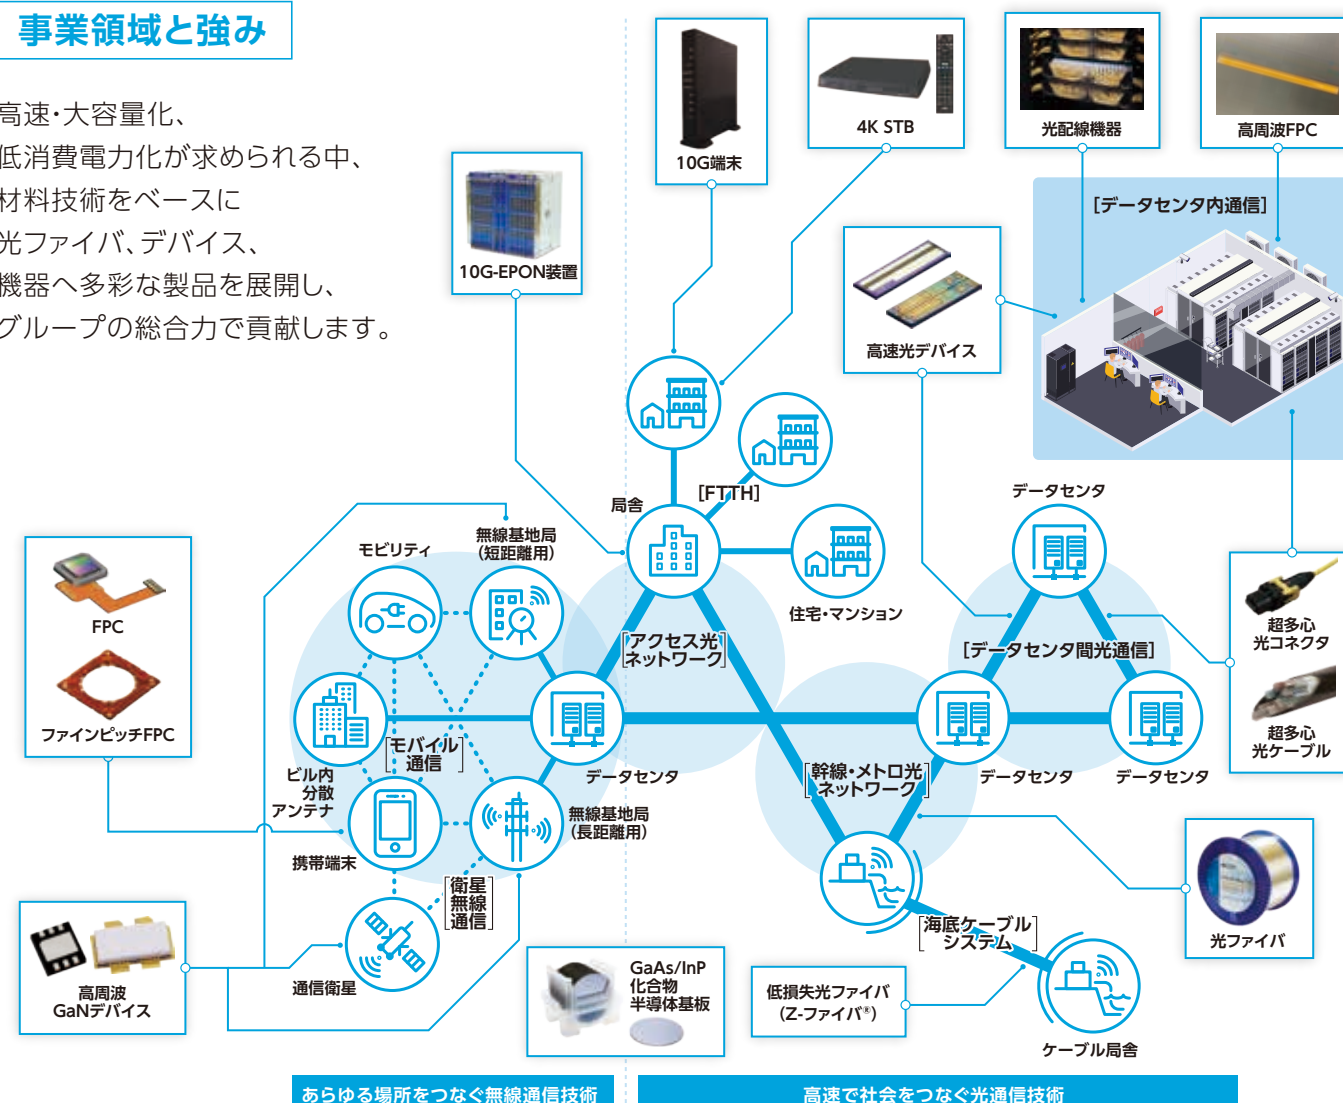 事業領域と強み
高速・大容量化、
低消費電力化が求められる中、
材料技術をベースに
光ファイバ、デバイス、
機器へ多彩な製品を展開し、
グループの総合力で貢献します。
10G-EPON装置
10G端末
4K STB
光配線機器
高周波FPC
[データセンタ内通信]
高速光デバイス
局舎
[FTTH]
住宅・マンション
データセンタ
モビリティ
無線基地局
(短距離用)
FPC
ファインピッチFPC
[アクセス光
ネットワーク]
[データセンタ間光通信]
超多心
光コネクタ
超多心
光ケーブル
[モバイル
通信]
ビル内
分散
アンテナ
データセンタ
[幹線・メトロ光
ネットワーク]
データセンタ
データセンタ
携帯端末
無線基地局
(長距離用)
[衛星
無線
通信]
通信衛星
高周波
GaNデバイス
GaAs/InP
化合物
半導体基板
低損失光ファイバ
(Z-ファイバ®)
[海底ケーブル
システム]
光ファイバ
ケーブル局舎
あらゆる場所をつなぐ無線通信技術
高速で社会をつなぐ光通信技術